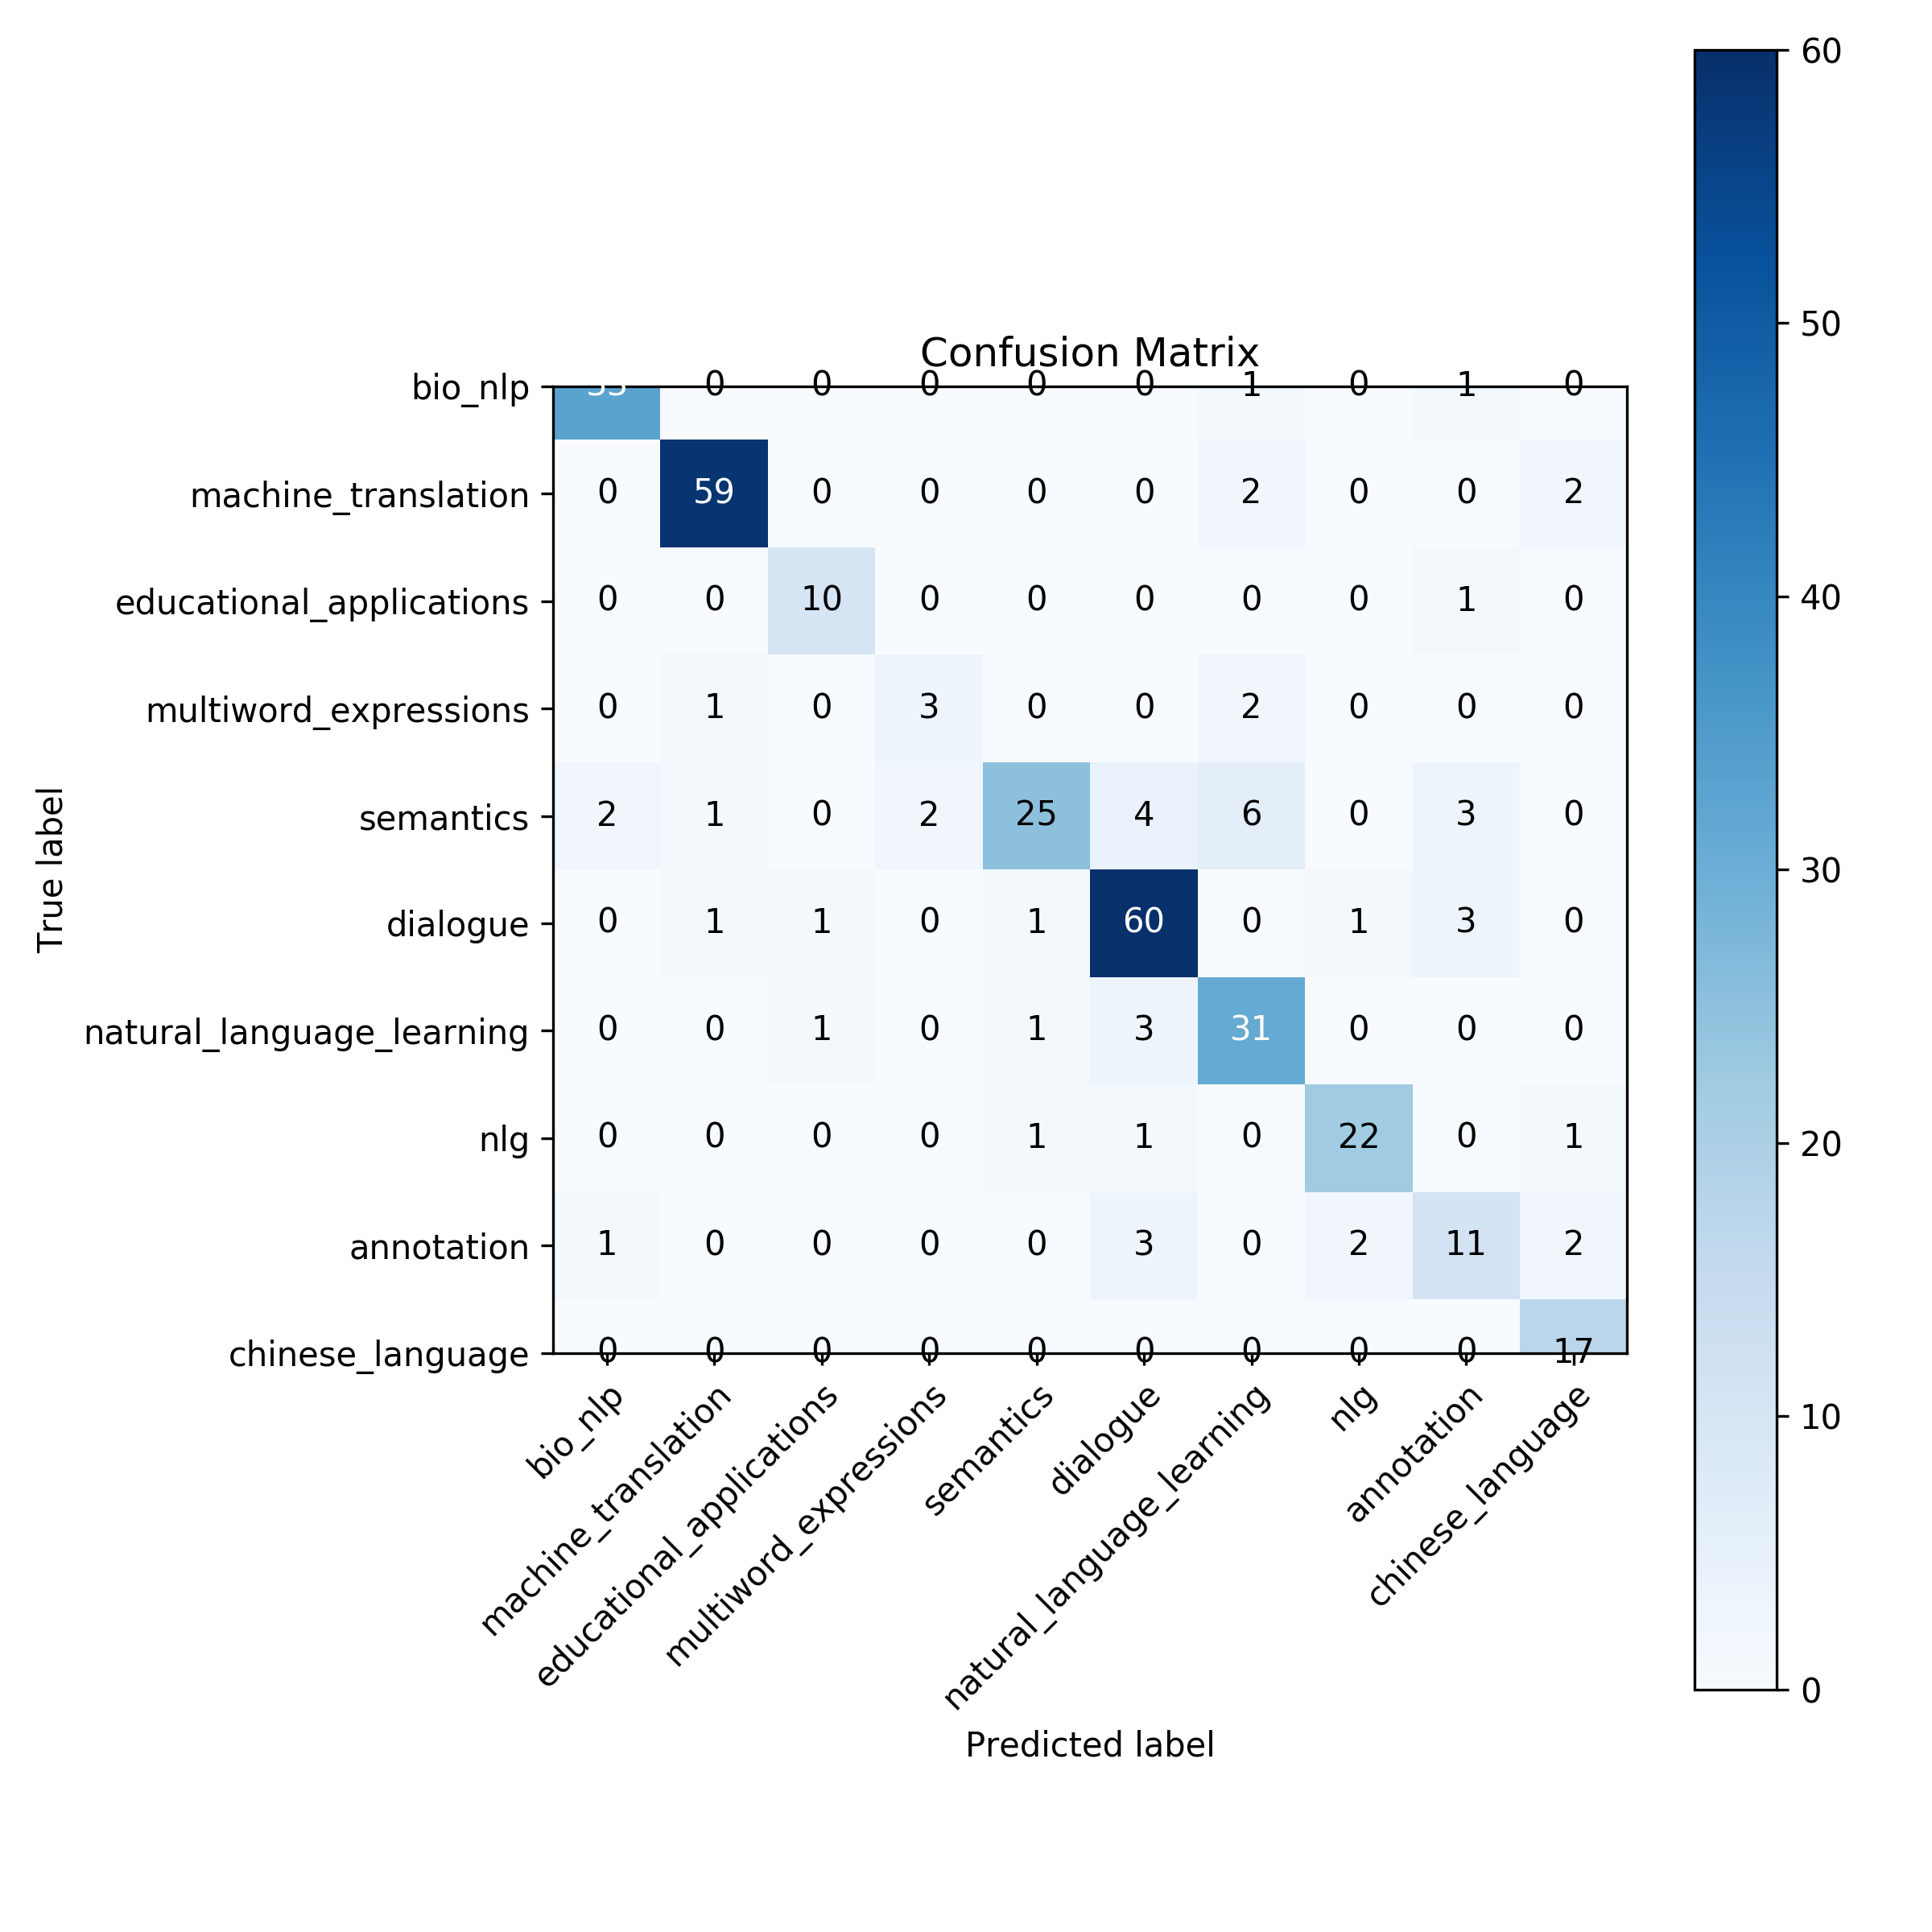 Confusion Matrix
bio_nlp 0 0 0 0 0 1 0 1 0
machine_translation 0 59 0 0 0 0 2 0 0 2
educational_applications 0 0 10 0 0 0 0 0 1 0
multiword_expressions 0 1 0 3 0 0 2 0 0 0
semantics 2 1 0 2 25 4 6 0 3 0
dialogue 0 1 1 0 1 60 0 1 3 0
natural_language_learning 0 0 1 0 1 3 31 0 0 0
nlg 0 0 0 0 1 1 0 22 0 1
annotation 1 0 0 0 0 3 0 2 11 2
chinese_language 0 0 0 0 0 0 0 0 0 17
True label
bio_nlp
machine_translation
educational_applications
multiword_expressions
semantics
dialogue
natural_language_learning
nlg
annotation
chinese_language
Predicted label
60
50
40
30
20
10
0